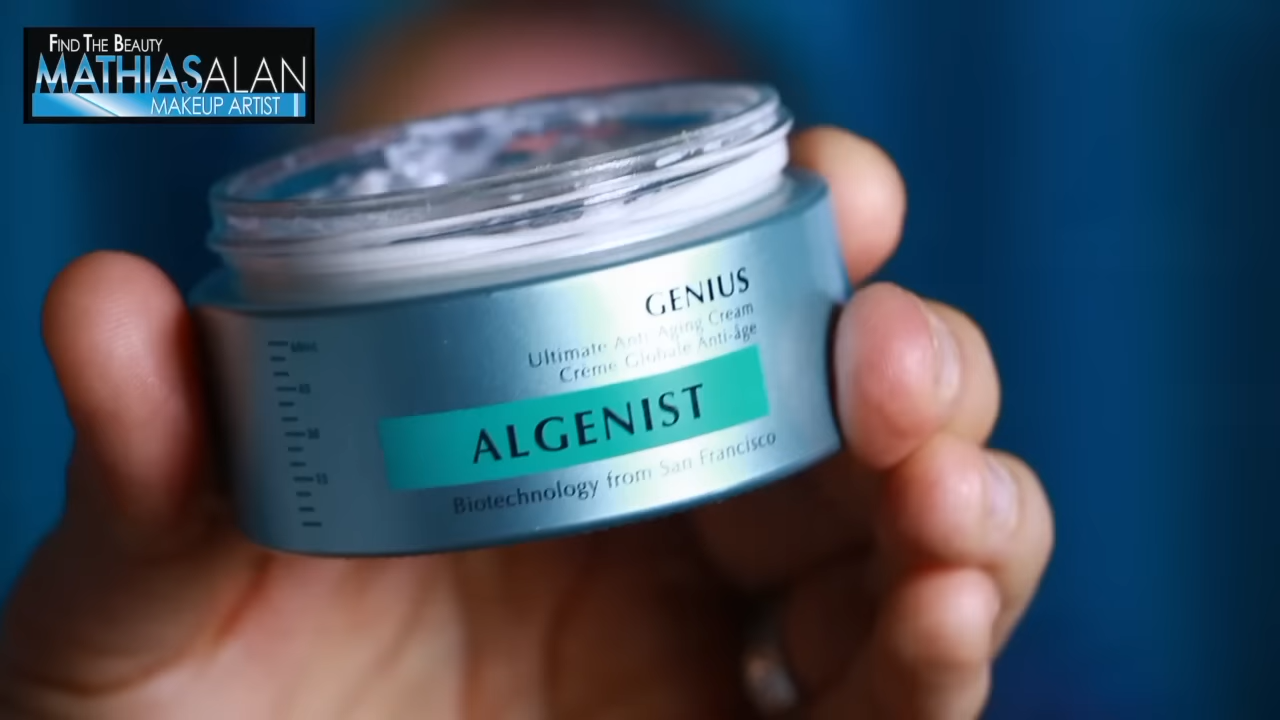 FIND THE BEAUTY
MATHIASALAN
MAKEUP ARTIST
GENIUS
Ultimate Anti Aging Cream
Crème Globale Anti-âge
ALGENIST
Biotechnology from San Francisco